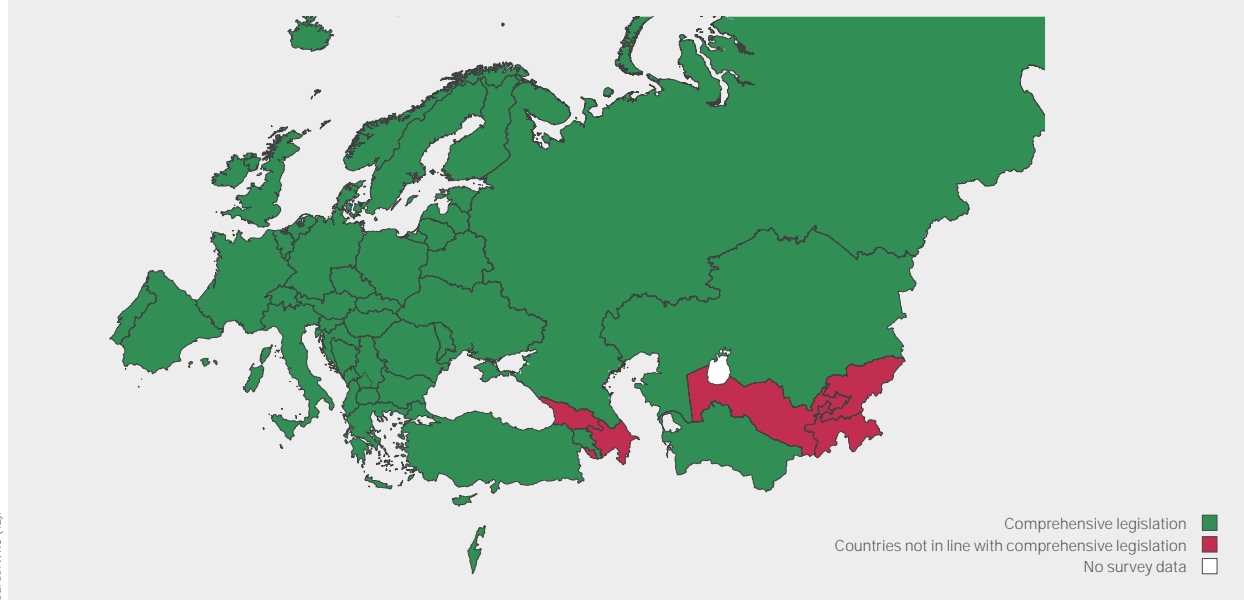 Comprehensive legislation
Countries not in line with comprehensive legislation
No survey data